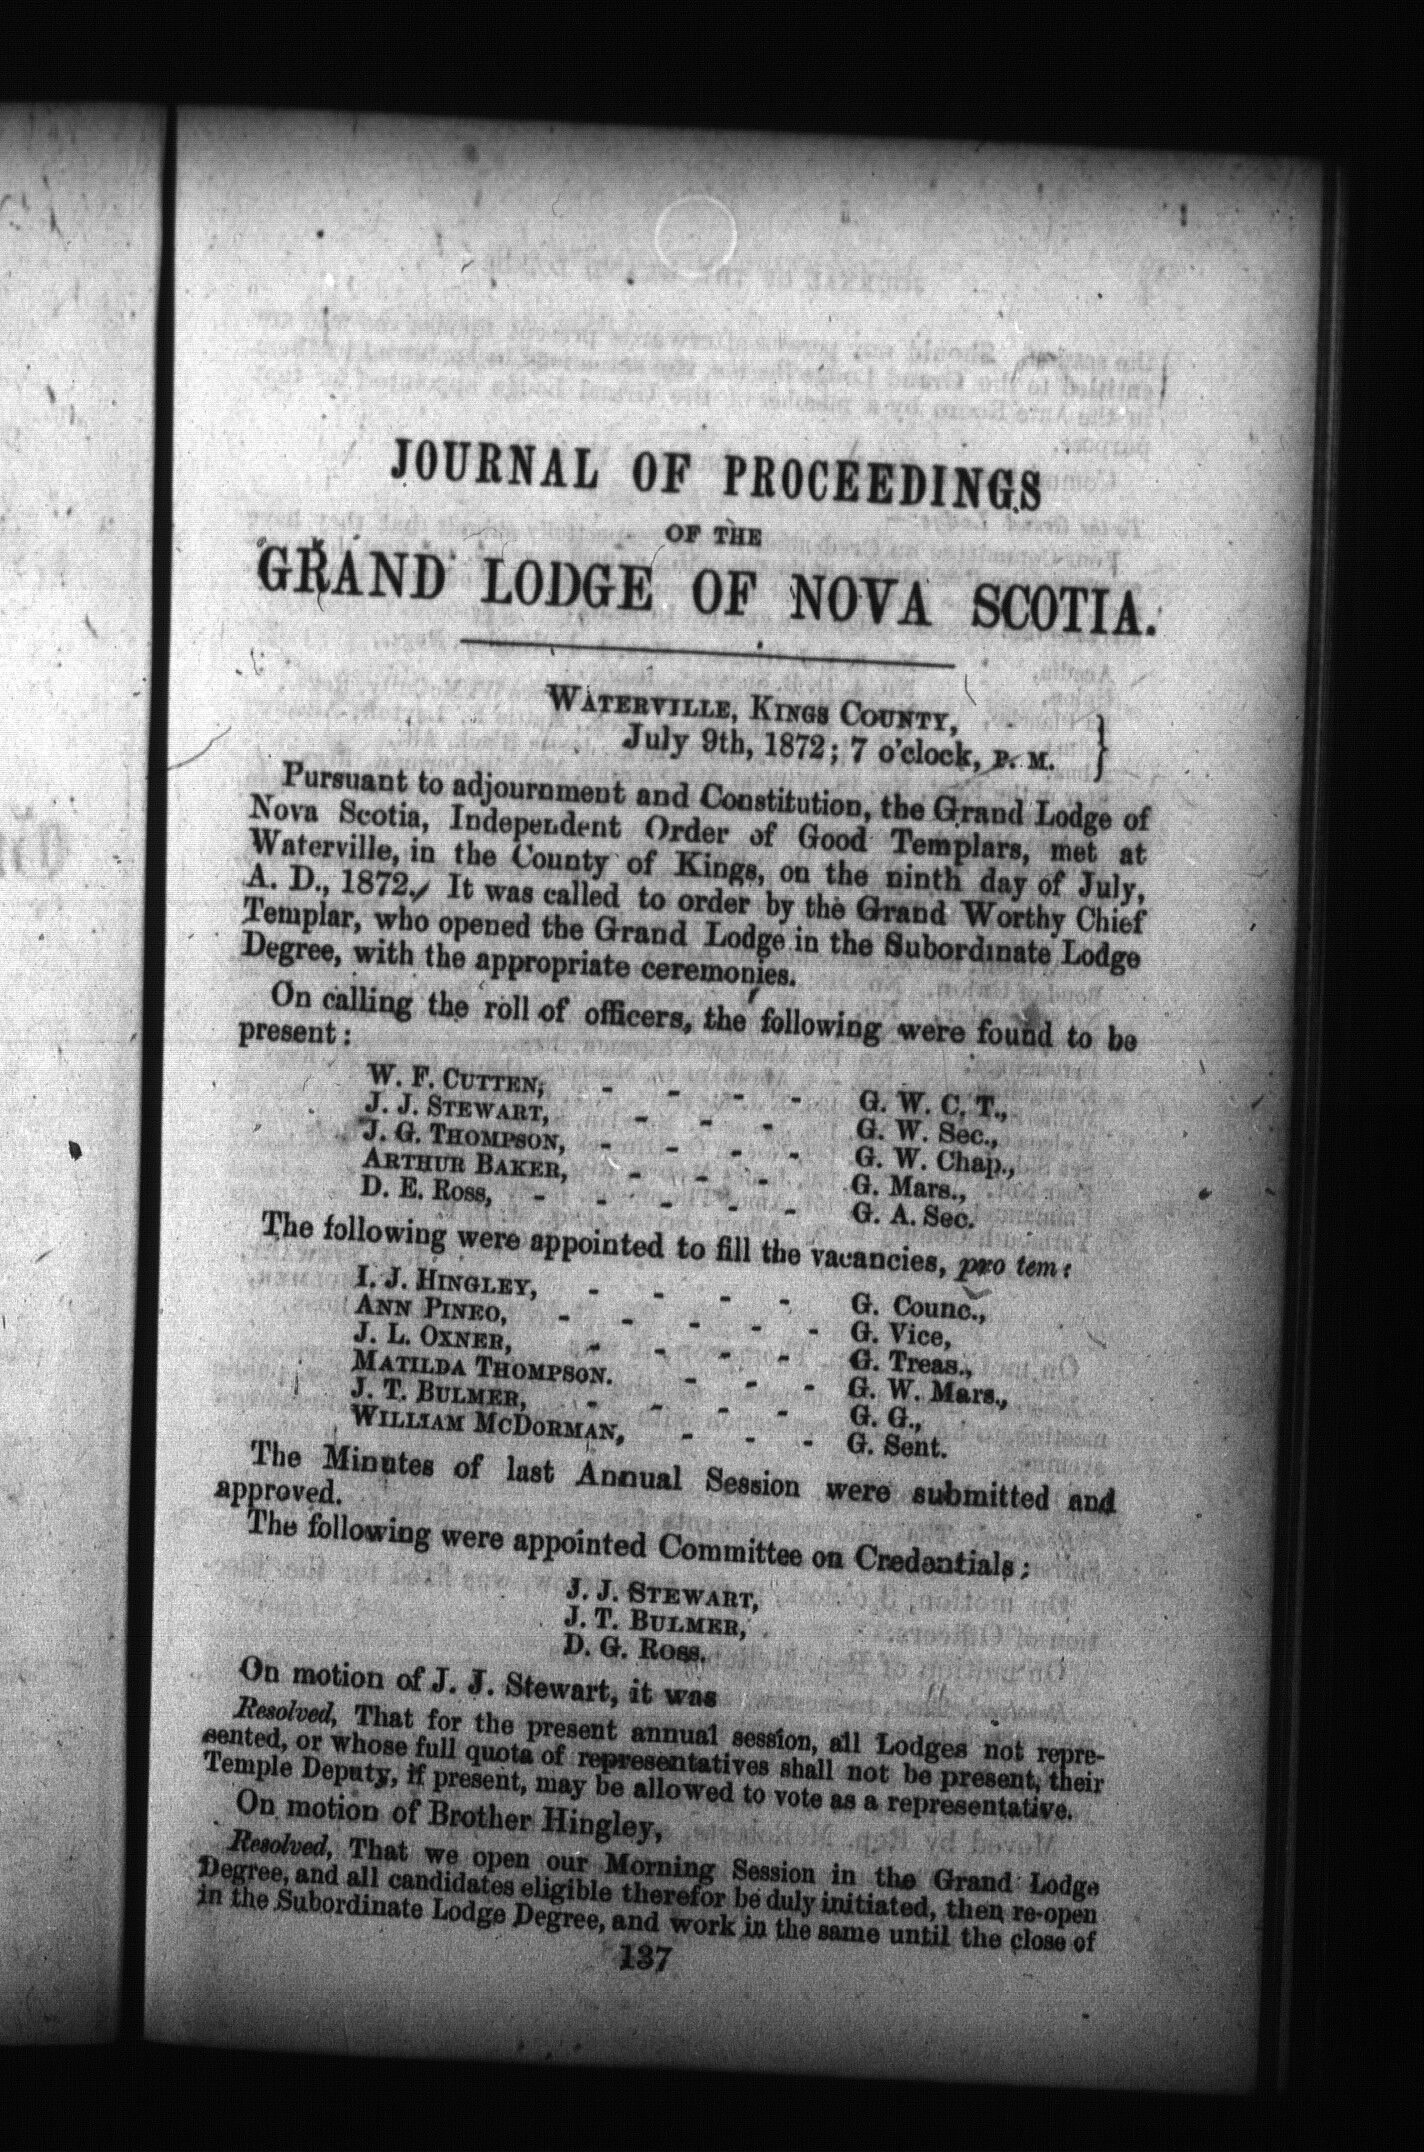 JOURNAL OF PROCEEDINGS
OF THE
GRAND LODGE OF NOVA SCOTIA.
WATERVILLE, KINGS COUNTY,
July 9th, 1872; 7 o'clock, P. M.
Pursuant to adjournment and Constitution, the Grand Lodge of
Nova Scotia, Independent Order of Good Templars, met at
Waterville, in the County of Kings, on the ninth day of July,
A. D., 1872. It was called to order by the Grand Worthy Chief
Templar, who opened the Grand Lodge in the Subordinate Lodge
Degree, with the appropriate ceremonies.
On calling the roll of officers, the following were found to be
present:
W. F. CUTTEN, - - - - G. W. C. T.,
J. J. STEWART, - - - G. W. Sec.,
J. G. THOMPSON, - - - - G. W. Chap.,
ARTHUR BAKER, - - - G. Mars.,
D. E. ROSS, - - - - - G. A. Sec.
The following were appointed to fill the vacancies, pro tem:
I. J. HINGLEY, - - - - G. Counc.,
ANN PINEO, - - - - - G. Vice,
J. L. OXNER, - - - - G. Treas.,
MATILDA THOMPSON. - - - G. W. Mars.,
J. T. BULMER, - - - - G. G.,
WILLIAM MCDORMAN, - - - G. Sent.
The Minutes of last Annual Session were submitted and
approved.
The following were appointed Committee on Credentials:
J. J. STEWART,
J. T. BULMER,
D. G. ROSS.
On motion of J. J. Stewart, it was
Resolved, That for the present annual session, all Lodges not repre-
sented, or whose full quota of representatives shall not be present, their
Temple Deputy, if present, may be allowed to vote as a representative.
On motion of Brother Hingley,
Resolved, That we open our Morning Session in the Grand Lodge
Degree, and all candidates eligible therefor be duly initiated, then re-open
in the Subordinate Lodge Degree, and work in the same until the close of
137